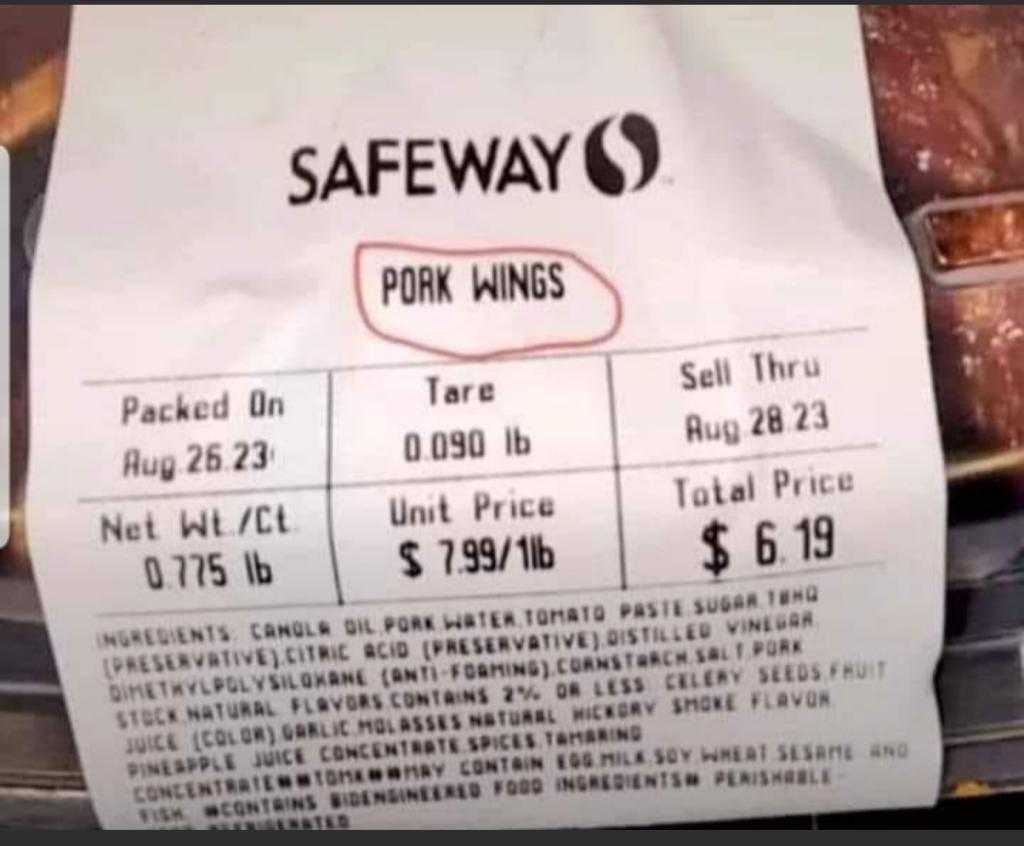 SAFEWAY
PORK WINGS
Packed On
Aug 26.23
Tare
0.090 lb
Sell Thru
Aug 28.23
Net Wt./Ct.
0.775 lb
Unit Price
$ 7.99/1lb
Total Price
$ 6.19
INGREDIENTS: CANOLA OIL,PORK,WATER,TOMATO PASTE,SUGAR,TBHQ
(PRESERVATIVE),CITRIC ACID (PRESERVATIVE),DISTILLED VINEGAR,
DIMETHYLPOLYSILOXANE (ANTI-FOAMING),CORNSTARCH,SALT,PORK
STOCK,NATURAL FLAVORS,CONTAINS 2% OR LESS: CELERY SEEDS,FRUIT
JUICE (COLOR),GARLIC,MOLASSES,NATURAL HICKORY SMOKE FLAVOR,
PINEAPPLE JUICE CONCENTRATE,SPICES,TAMARIND
CONCENTRATE MAY CONTAIN EGG,MILK,SOY,WHEAT,SESAME AND
FISH. CONTAINS BIOENGINEERED FOOD INGREDIENTS PERISHABLE-
REFRIGERATED